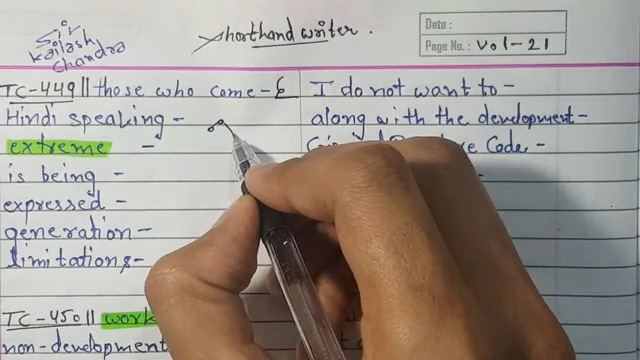 Sir Kailash Chandra
Shorthand writer.
Date :
Page No. : Vol-21
TC-449|| those who come-
Hindi speaking -
extreme -
is being -
expressed -
generation -
limitations-
TC-450|| work
non-development
I do not want to-
along with the development-
Code -